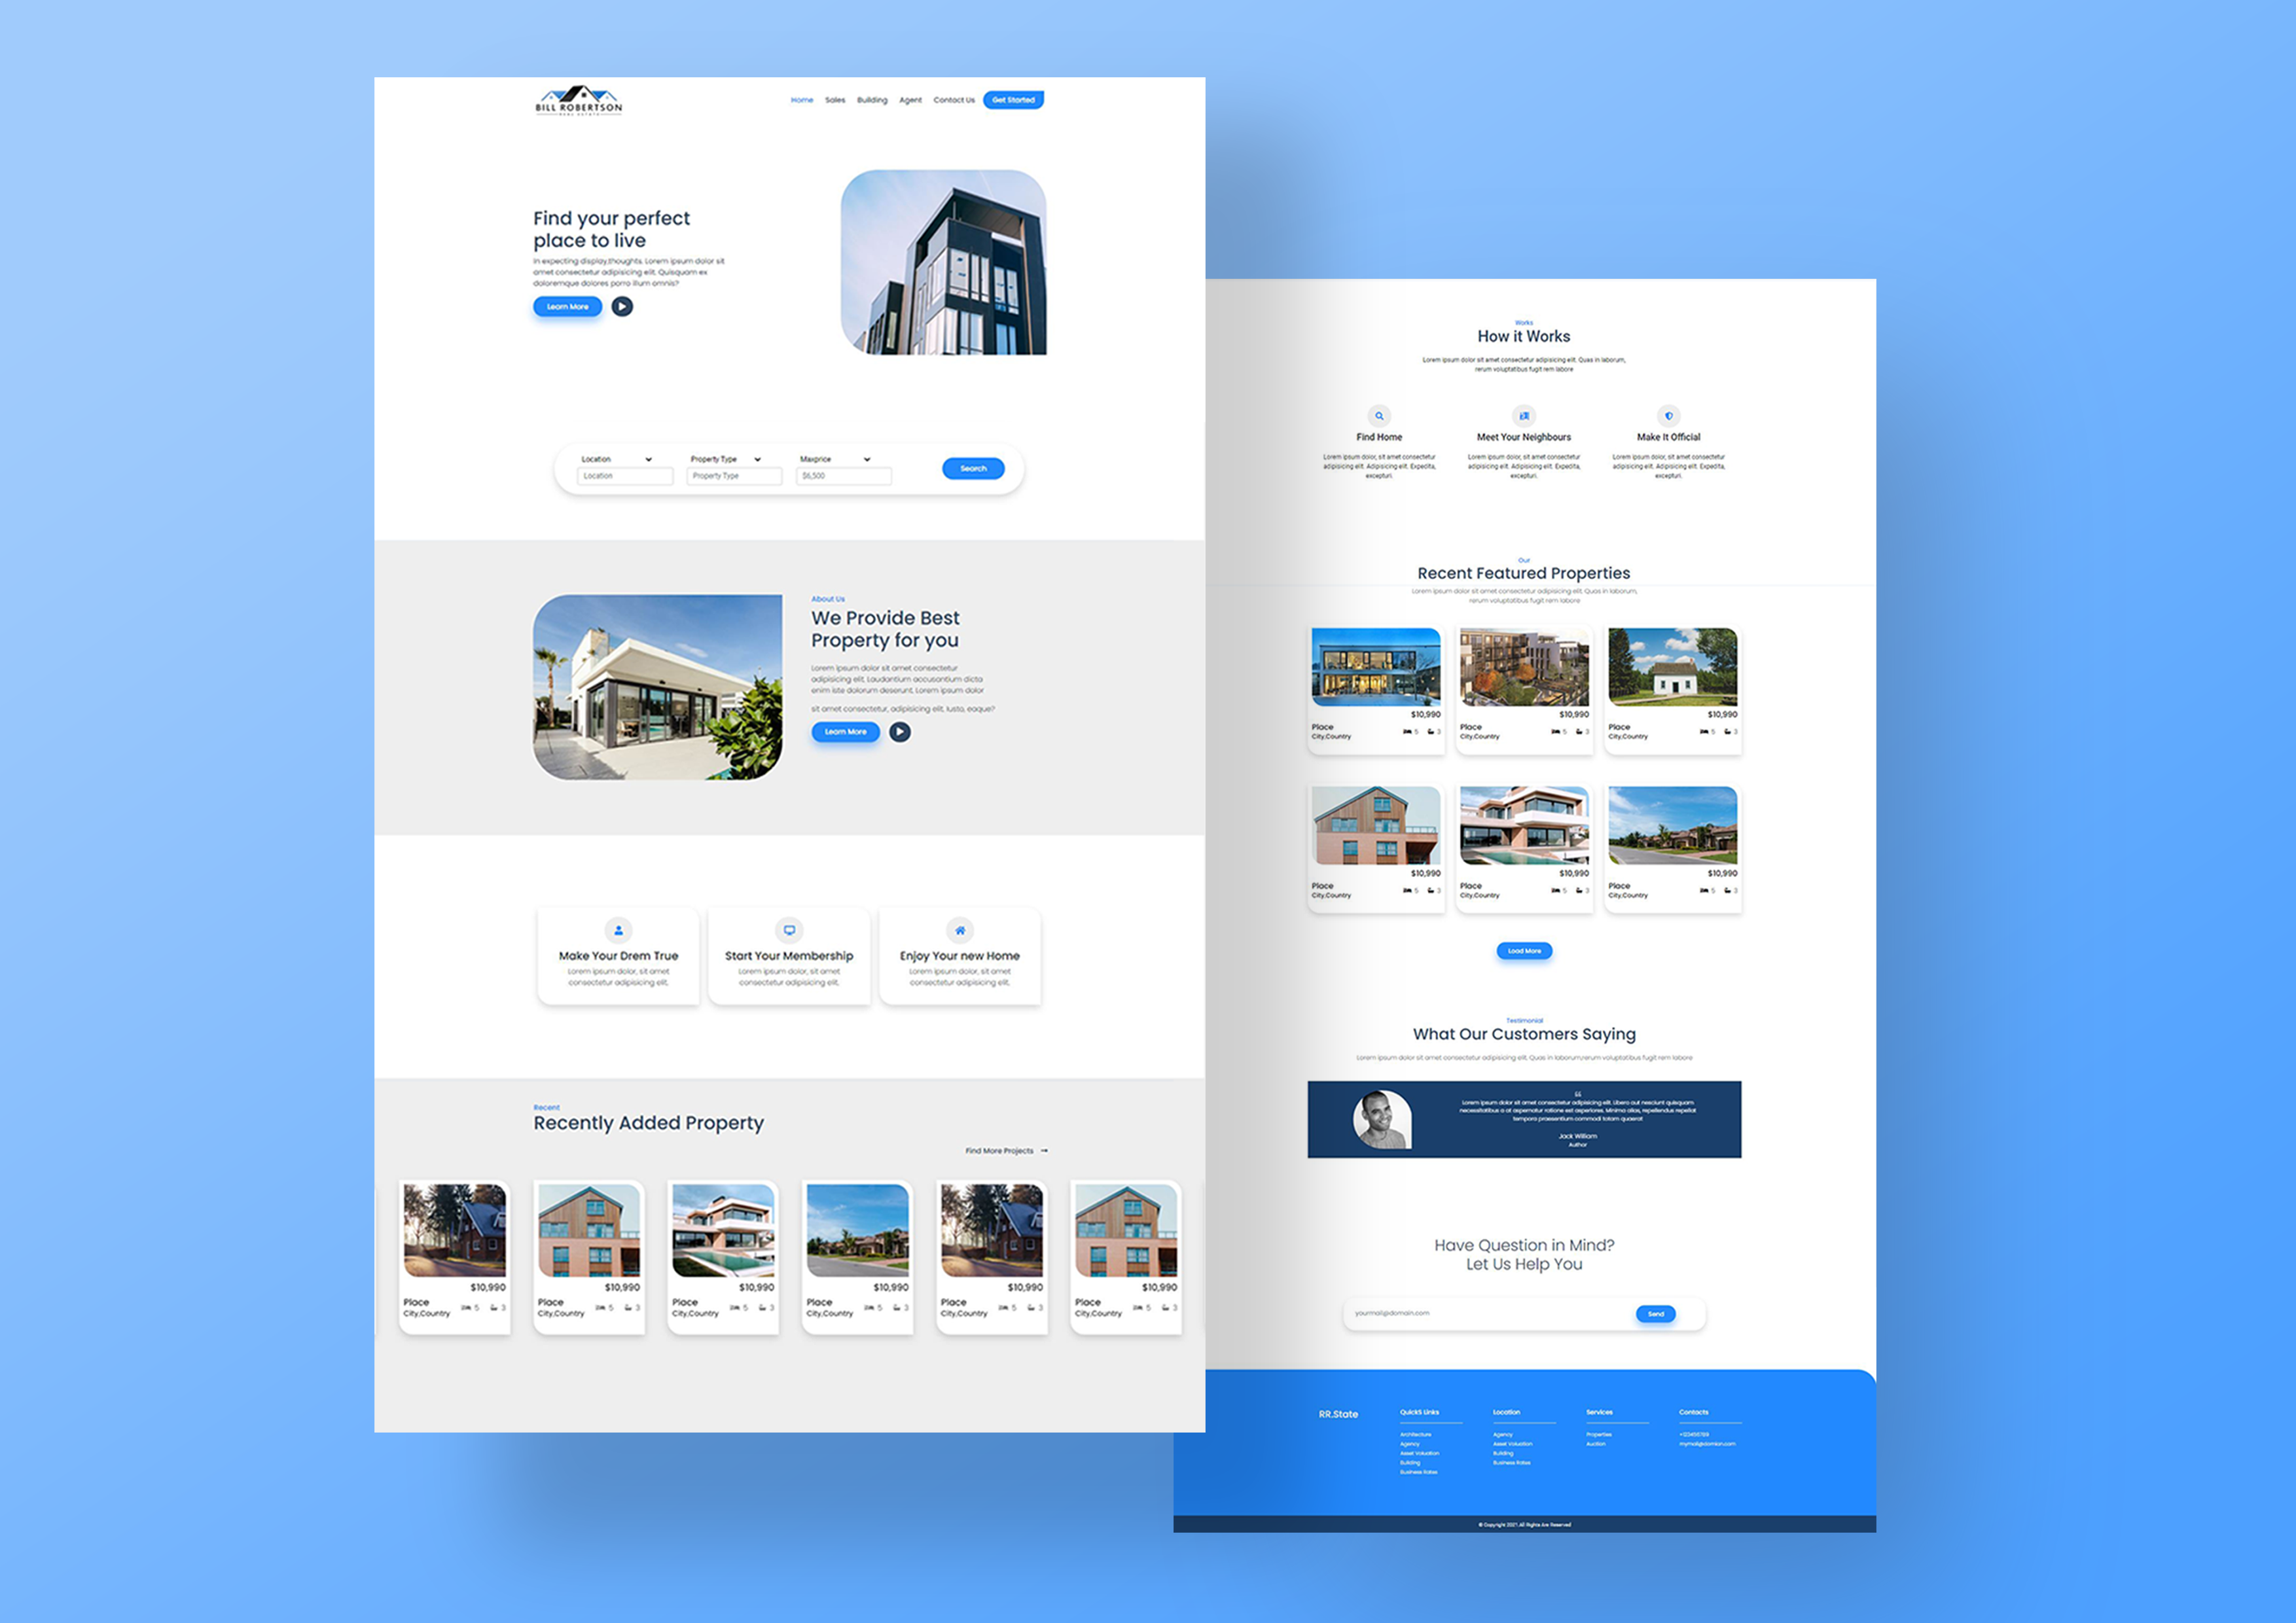 BILL ROBERTSON
REAL ESTATE
Home Sales Building Agent Contact Us Get Started
Find your perfect
place to live
In expecting display,thoughts. Lorem ipsum dolor sit
amet consectetur adipisicing elit. Quisquam ex
doloremque dolores porro illum omnis?
Learn More
Location Property Type Maxprice
Location Property Type $6,500
Search
About Us
We Provide Best
Property for you
Lorem ipsum dolor sit amet consectetur
adipisicing elit. Laudantium accusantium dicta
enim iste dolorum deserunt. Lorem ipsum dolor
sit amet consectetur, adipisicing elit. Iusto, eaque?
Learn More
Make Your Drem True
Lorem ipsum dolor, sit amet
consectetur adipisicing elit.
Start Your Membership
Lorem ipsum dolor, sit amet
consectetur adipisicing elit.
Enjoy Your new Home
Lorem ipsum dolor, sit amet
consectetur adipisicing elit.
Recent
Recently Added Property
Find More Projects
$10,990
Place
City,Country 5 3
$10,990
Place
City,Country 5 3
$10,990
Place
City,Country 5 3
$10,990
Place
City,Country 5 3
$10,990
Place
City,Country 5 3
$10,990
Place
City,Country 5 3
Works
How it Works
Lorem ipsum dolor sit amet consectetur adipisicing elit. Quas in laborum,
rerum voluptatibus fugit rem labore
Find Home
Lorem ipsum dolor, sit amet consectetur
adipisicing elit. Adipisicing elit. Expedita,
excepturi.
Meet Your Neighbours
Lorem ipsum dolor, sit amet consectetur
adipisicing elit. Adipisicing elit. Expedita,
excepturi.
Make It Official
Lorem ipsum dolor, sit amet consectetur
adipisicing elit. Adipisicing elit. Expedita,
excepturi.
Our
Recent Featured Properties
Lorem ipsum dolor sit amet consectetur adipisicing elit. Quas in laborum,
rerum voluptatibus fugit rem labore
$10,990
Place 5 3
City,Country
$10,990
Place 5 3
City,Country
$10,990
Place 5 3
City,Country
$10,990
Place 5 3
City,Country
$10,990
Place 5 3
City,Country
$10,990
Place 5 3
City,Country
Load More
Testimonial
What Our Customers Saying
Lorem ipsum dolor sit amet consectetur adipisicing elit. Quas in laborum,rerum voluptatibus fugit rem labore
“
Lorem ipsum dolor sit amet consectetur adipisicing elit. Libero aut nesciunt quisquam
necessitatibus a at aspernatur ratione est asperiores. Minima alias, repellendus repellat
tempora praesentium commodi totam quaerat
Jack William
Author
Have Question in Mind?
Let Us Help You
yourmail@domain.com
Send
RR.State
QuickS Links
Architecture
Agency
Asset Valuation
Building
Business Rates
Location
Agency
Asset Valuation
Building
Business Rates
Services
Properties
Auction
Contacts
+123456789
mymail@domian.com
© Copyright 2021. All Rights Are Reserved